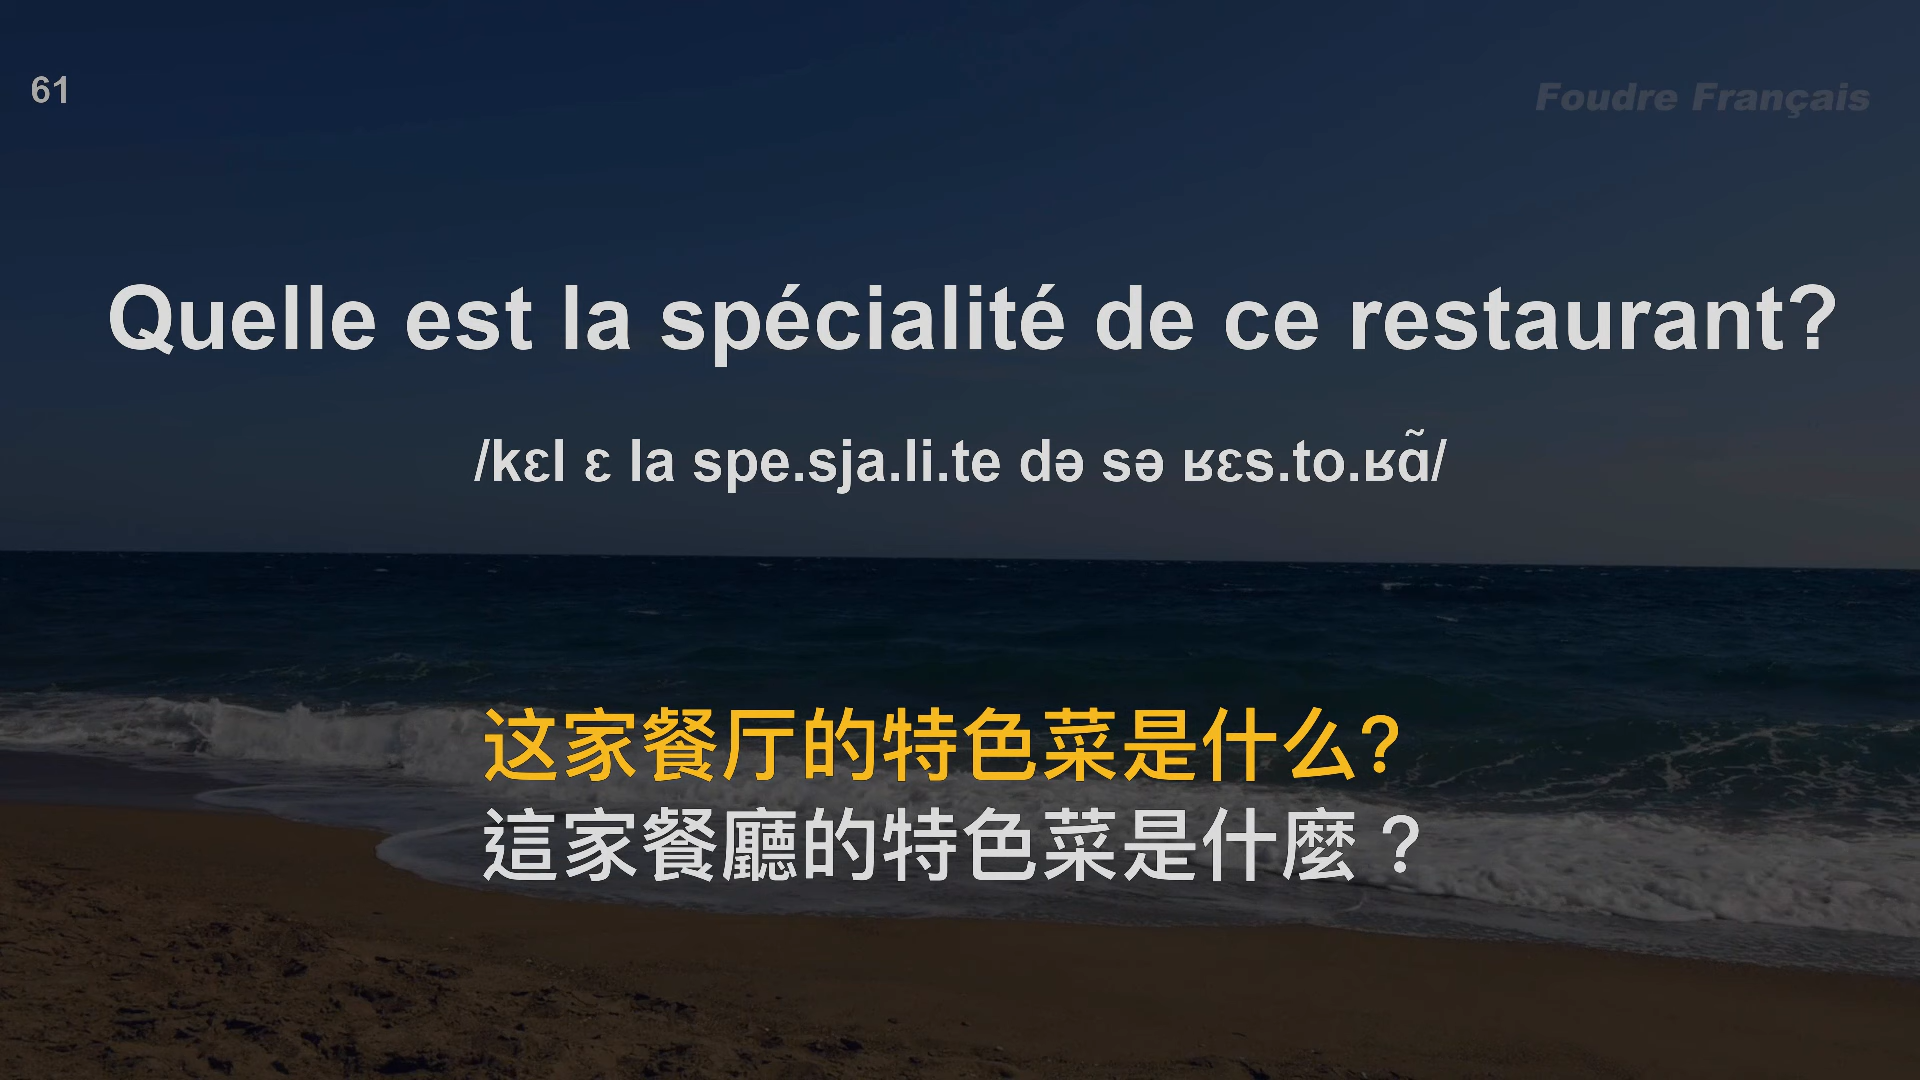 61
Foudre Français
Quelle est la spécialité de ce restaurant?
/kɛl ɛ la spe.sja.li.te də sə ʁɛs.to.ʁɑ̃/
这家餐厅的特色菜是什么?
這家餐廳的特色菜是什麼？